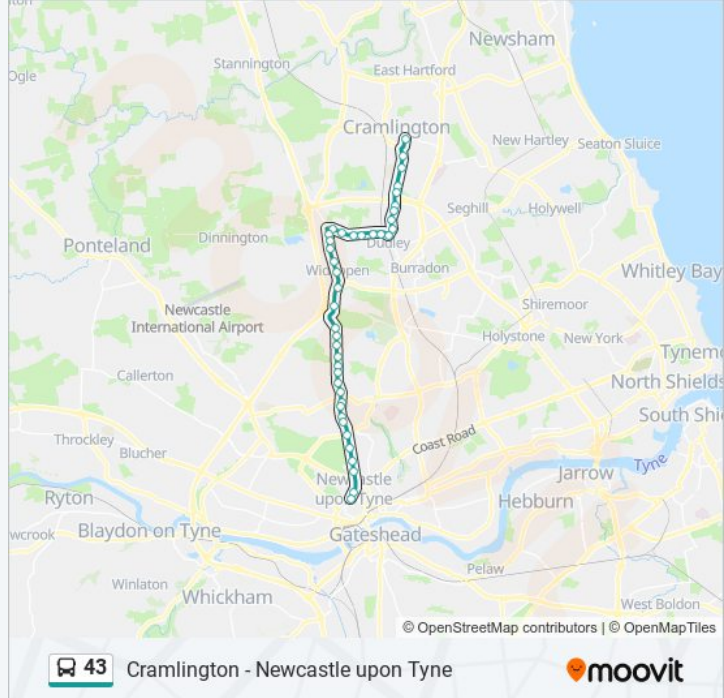 Newsham
Stannington
Ogle
East Hartford
Cramlington
New Hartley
Seaton Sluice
Seghill
Holywell
Dinnington
Dudley
Ponteland
Wideopen
Burradon
Whitley Bay
Newcastle
International Airport
Shiremoor
Holystone
New York
Tynem
Callerton
North Shields
South Shi
Coast Road
Throckley
Blucher
Tyne
Jarrow
Newcastle
upon Tyne
Ryton
Hebburn
Blaydon on Tyne
wcrook
Gateshead
Pelaw
Winlaton
Whickham
West Boldon
© OpenStreetMap contributors | © OpenMapTiles
43 Cramlington - Newcastle upon Tyne
moovit